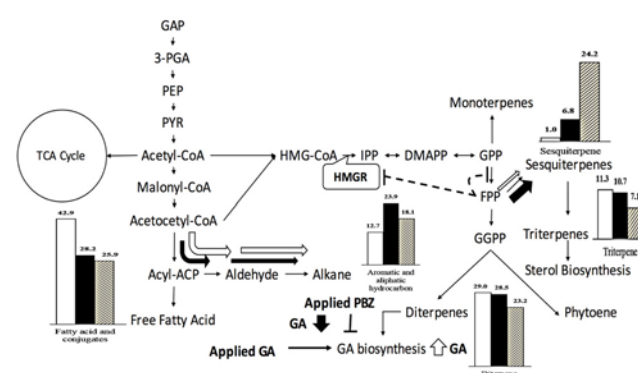 GAP
3-PGA
PEP
PYR
TCA Cycle
Acetyl-CoA
HMG-CoA
IPP
DMAPP
GPP
Monoterpenes
1.0
6.8
24.2
Sesquiterpene
Sesquiterpenes
HMGR
FPP
Malonyl-CoA
Acetocetyl-CoA
42.9
28.2
25.9
Fatty acid and
conjugates
12.7
23.9
18.1
Aromatic and
aliphatic
hydrocarbon
11.3
10.7
Triterpene
GGPP
Triterpenes
Sterol Biosynthesis
Acyl-ACP
Aldehyde
Alkane
Free Fatty Acid
Applied PBZ
GA
Diterpenes
29.0
28.5
23.2
Phytoene
Applied GA
GA biosynthesis
GA